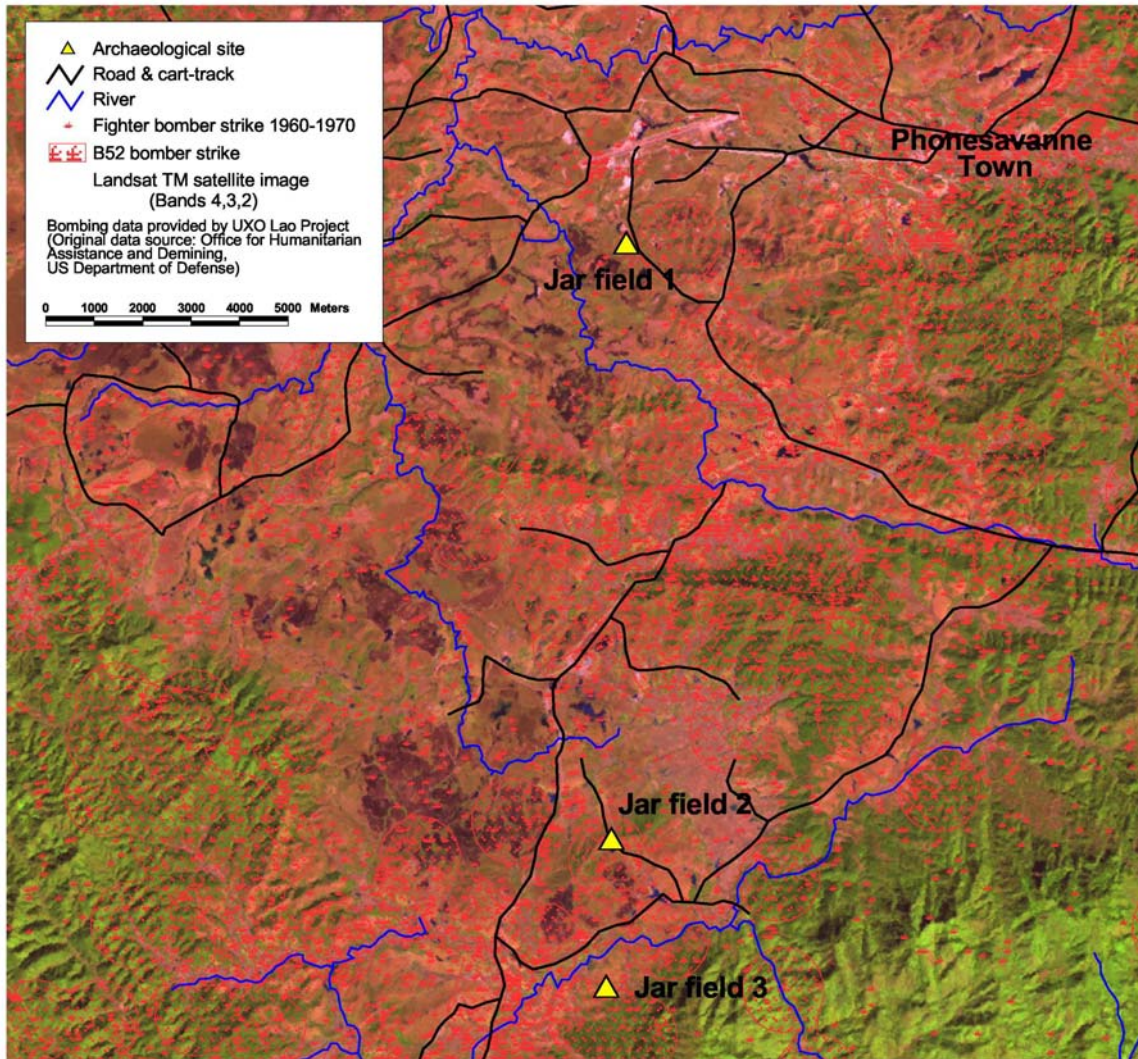 Archaeological site
Road & cart-track
River
Fighter bomber strike 1960-1970
B52 bomber strike
Landsat TM satellite image
(Bands 4,3,2)
Bombing data provided by UXO Lao Project
(Original data source: Office for Humanitarian
Assistance and Demining,
US Department of Defense)
0 1000 2000 3000 4000 5000 Meters
Phonesavanne
Town
Jar field 1
Jar field 2
Jar field 3